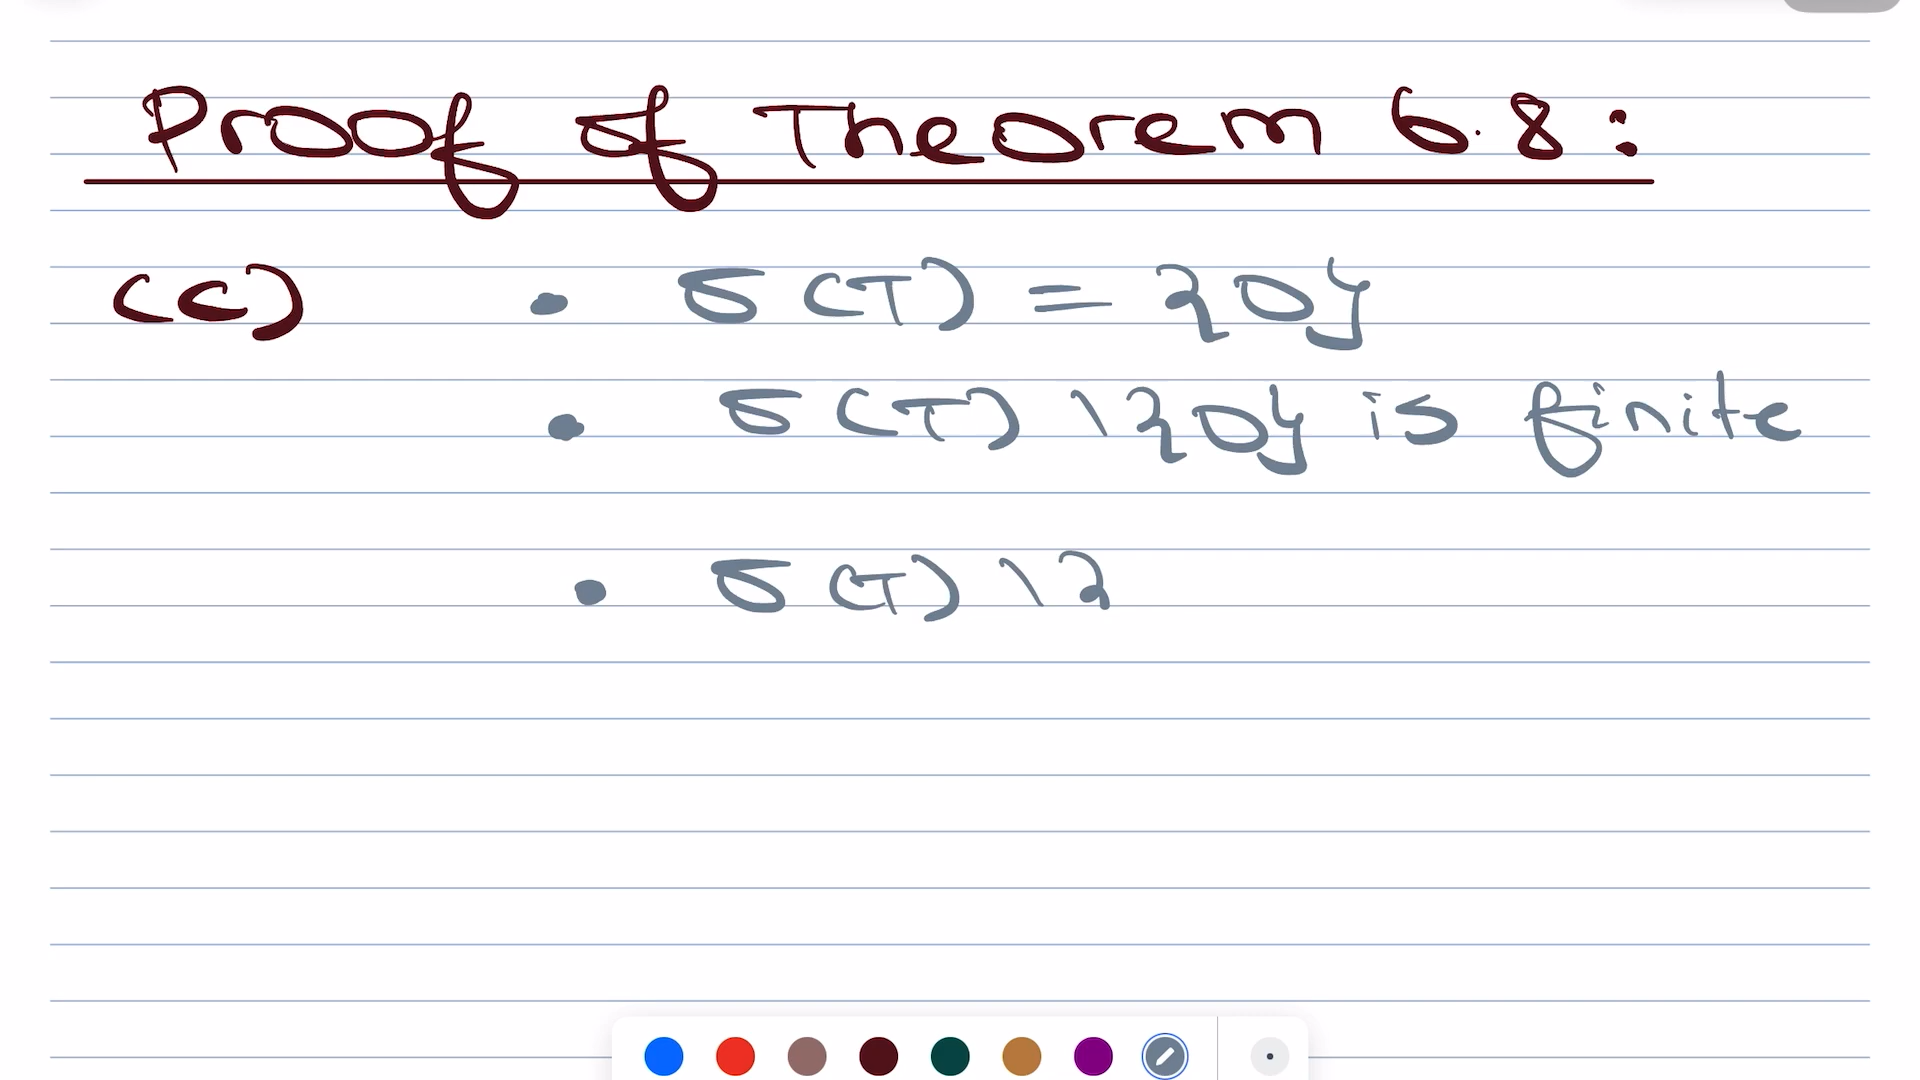 Proof of Theorem 6.8:
(c) • σ(T) = {0}
• σ(T) \ {0} is finite
• σ(T) \ {